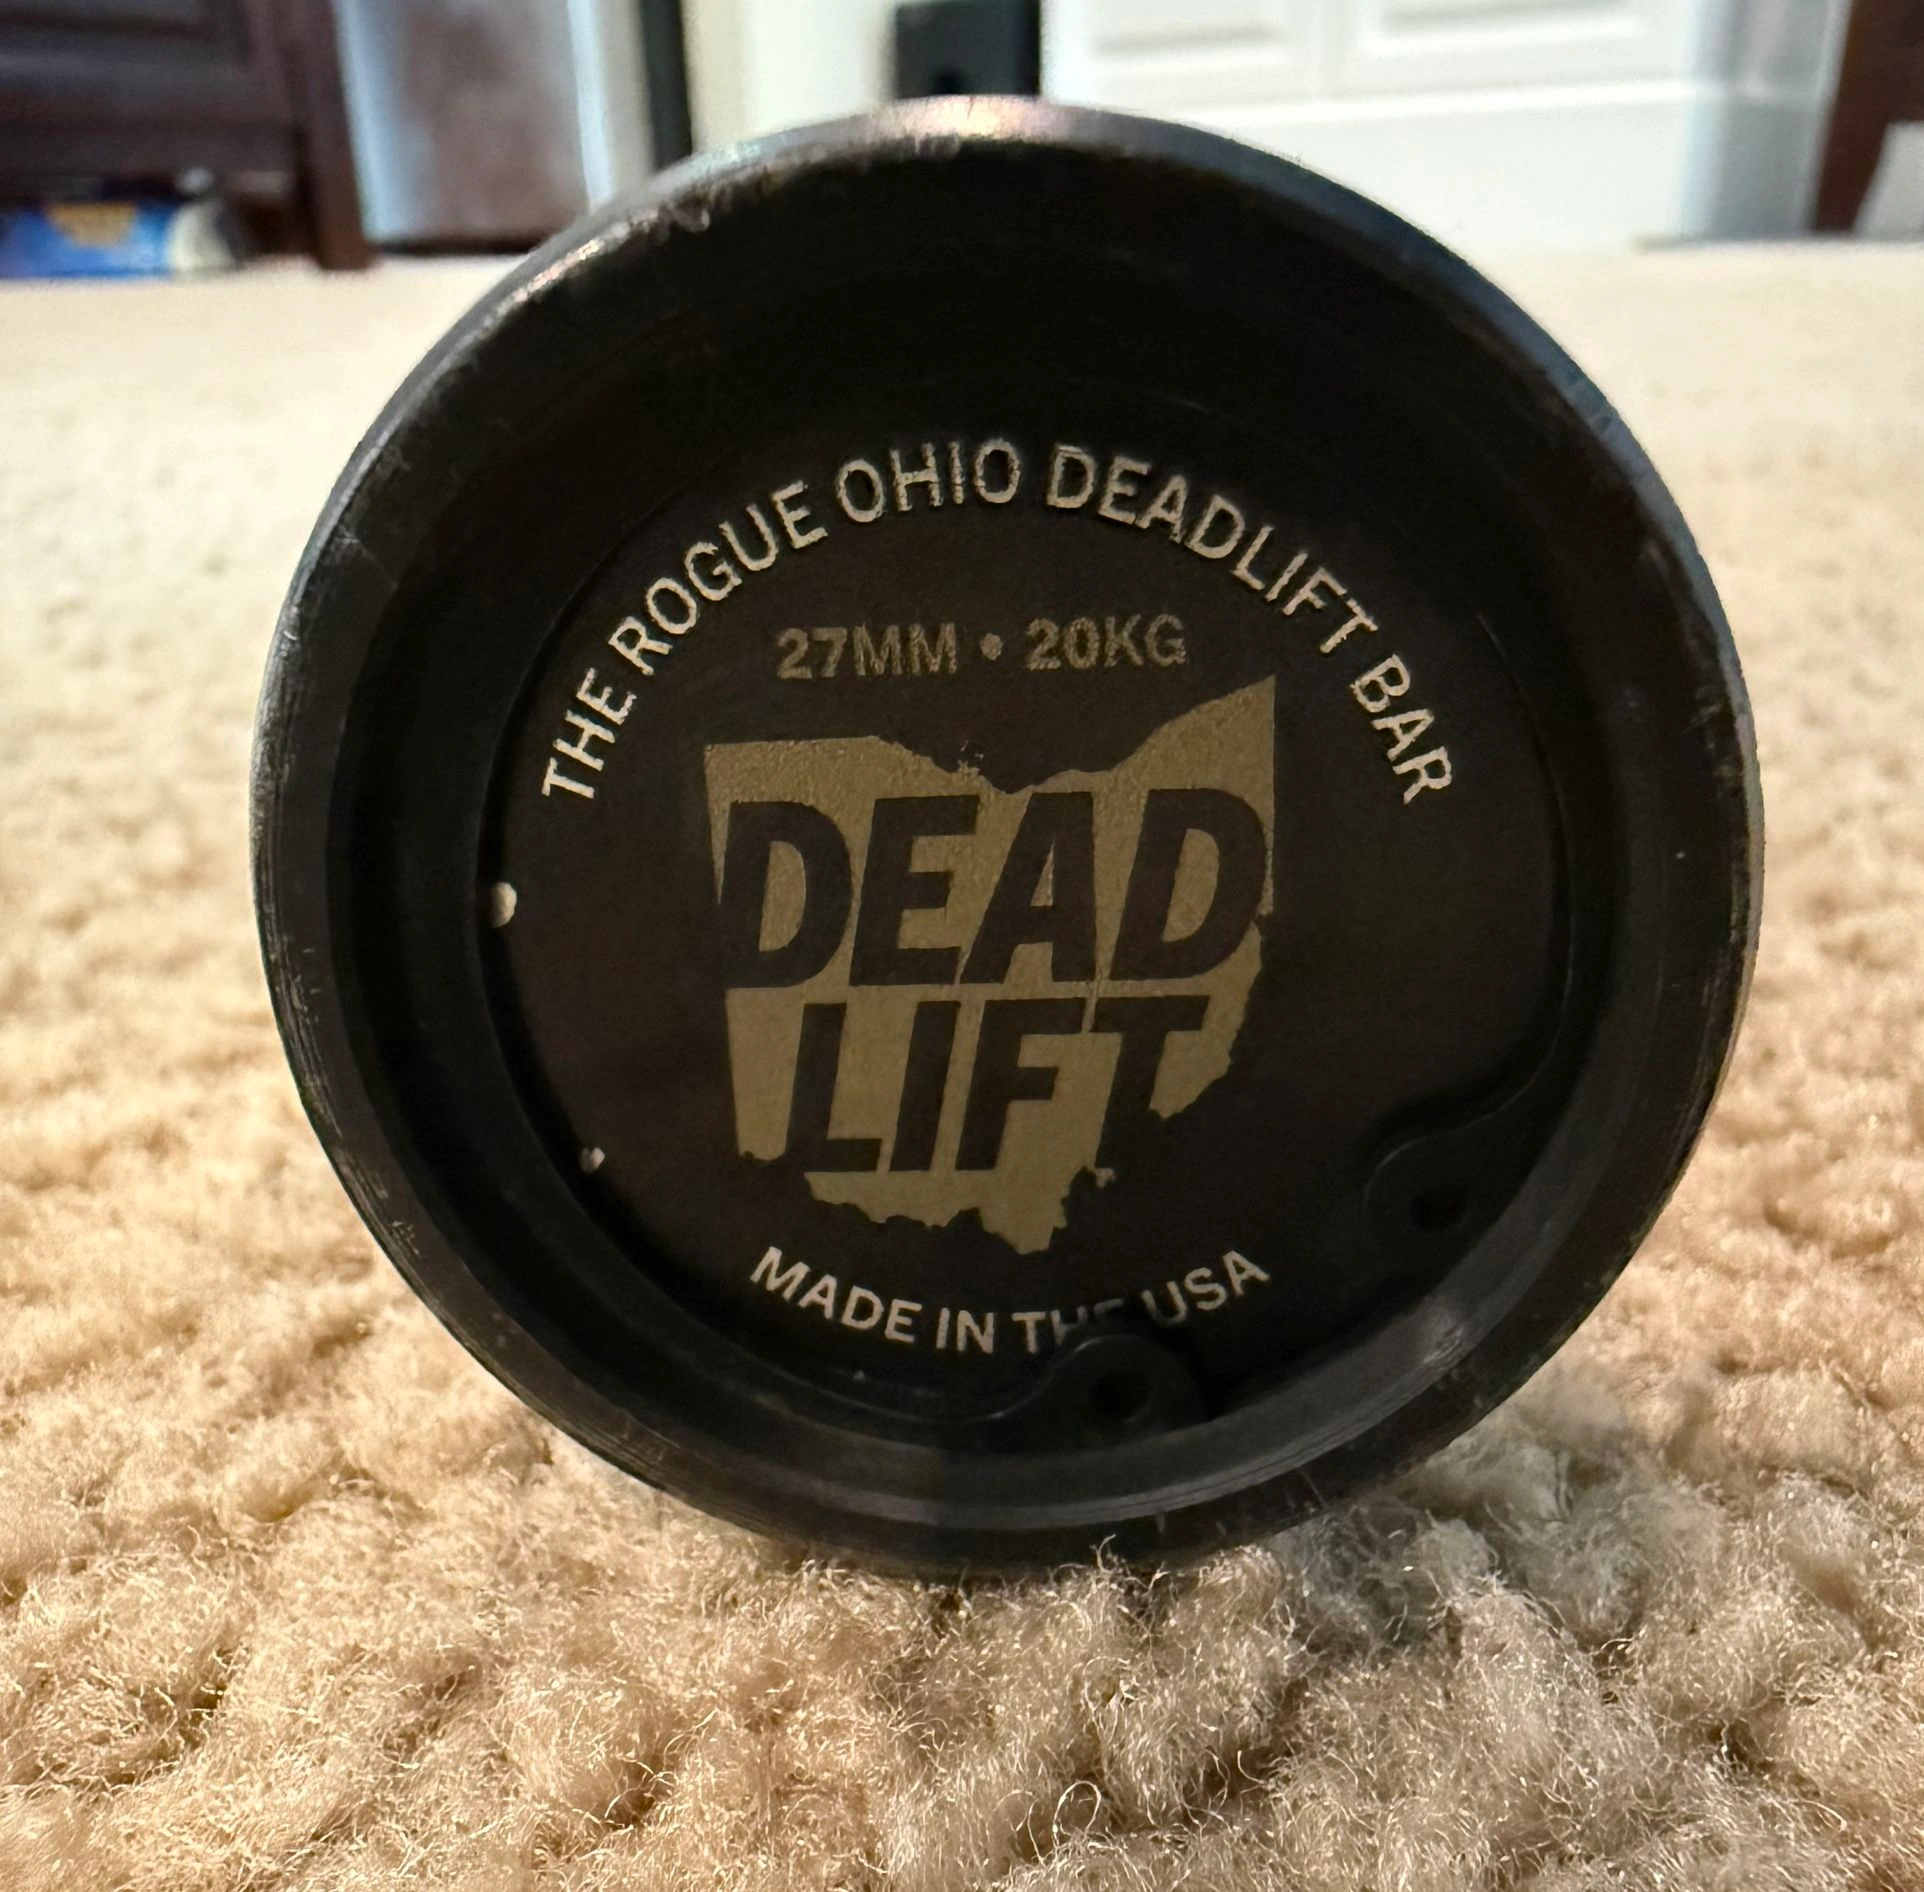 THE ROGUE OHIO DEADLIFT BAR
27MM • 20KG
DEAD
LIFT
MADE IN THE USA